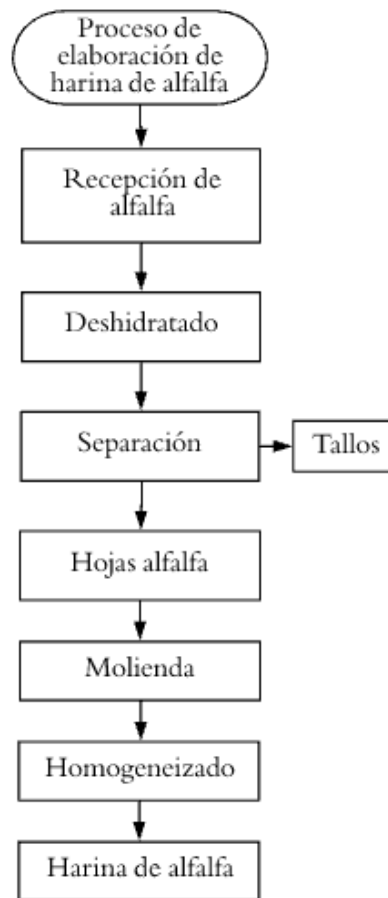 Proceso de
elaboración de
harina de alfalfa
Recepción de
alfalfa
Deshidratado
Separación
Tallos
Hojas alfalfa
Molienda
Homogeneizado
Harina de alfalfa